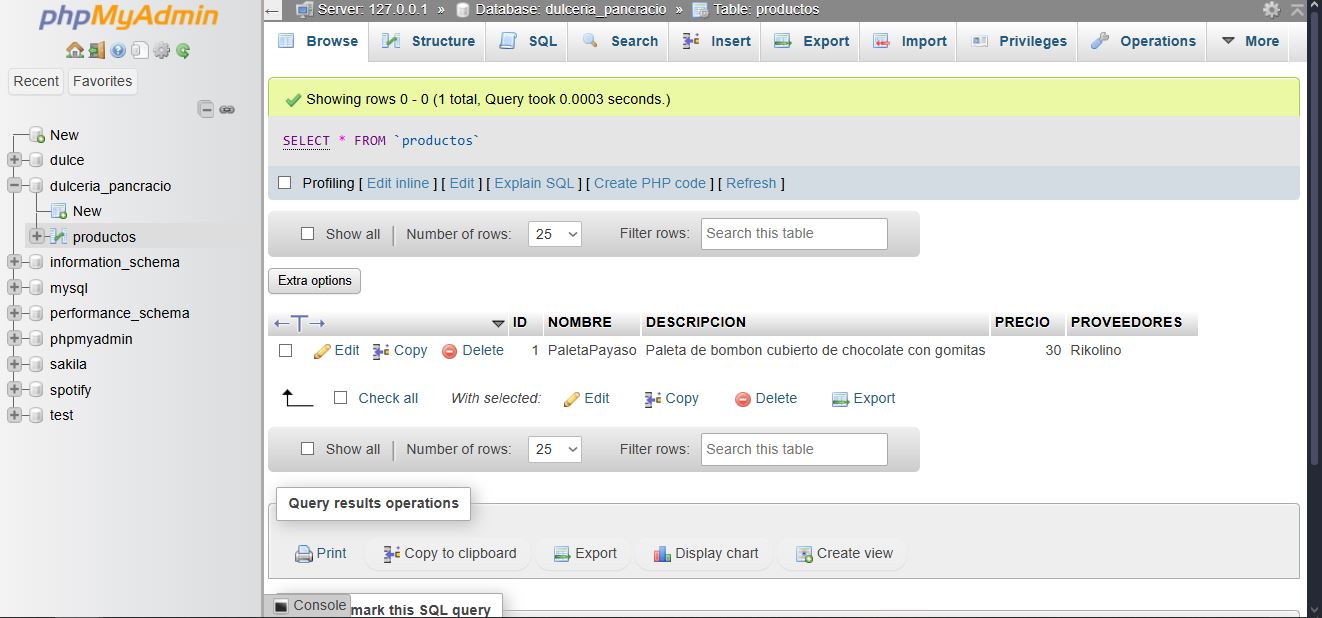 phpMyAdmin
Recent Favorites
New
dulce
dulceria_pancracio
New
productos
information_schema
mysql
performance_schema
phpmyadmin
sakila
spotify
test
Server: 127.0.0.1 » Database: dulceria_pancracio » Table: productos
Browse Structure SQL Search Insert Export Import Privileges Operations More
Showing rows 0 - 0 (1 total, Query took 0.0003 seconds.)
SELECT * FROM `productos`
Profiling [ Edit inline ] [ Edit ] [ Explain SQL ] [ Create PHP code ] [ Refresh ]
Show all | Number of rows: 25 Filter rows: Search this table
Extra options
ID NOMBRE DESCRIPCION PRECIO PROVEEDORES
Edit Copy Delete 1 PaletaPayaso Paleta de bombon cubierto de chocolate con gomitas 30 Rikolino
Check all With selected: Edit Copy Delete Export
Show all | Number of rows: 25 Filter rows: Search this table
Query results operations
Print Copy to clipboard Export Display chart Create view
Console mark this SQL query